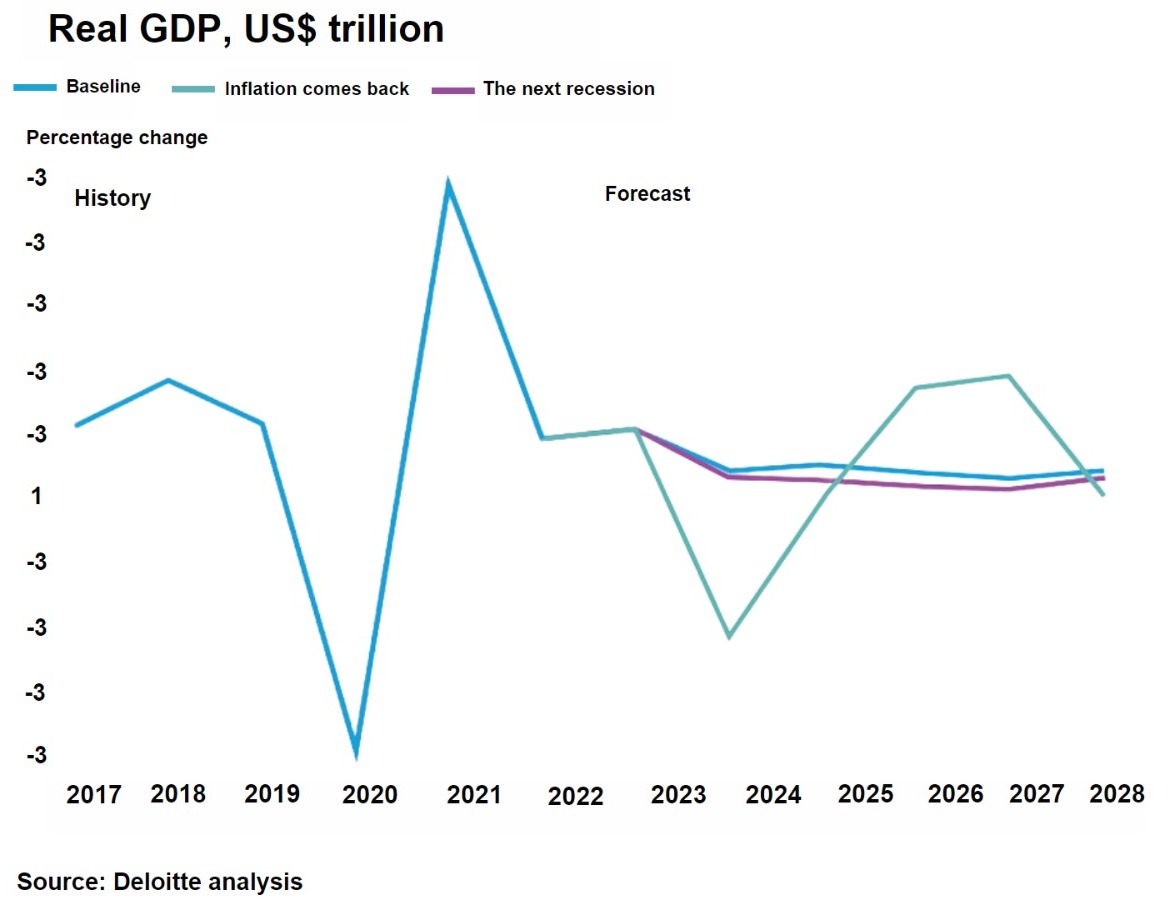 Real GDP, US$ trillion
Baseline Inflation comes back The next recession
Percentage change
-3
History Forecast
-3
-3
-3
-3
1
-3
-3
-3
-3
2017 2018 2019 2020 2021 2022 2023 2024 2025 2026 2027 2028
Source: Deloitte analysis